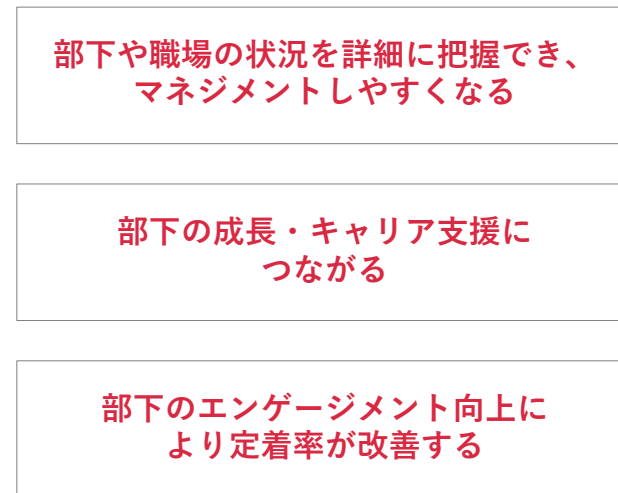 部下や職場の状況を詳細に把握でき、
マネジメントしやすくなる
部下の成長・キャリア支援に
つながる
部下のエンゲージメント向上に
より定着率が改善する